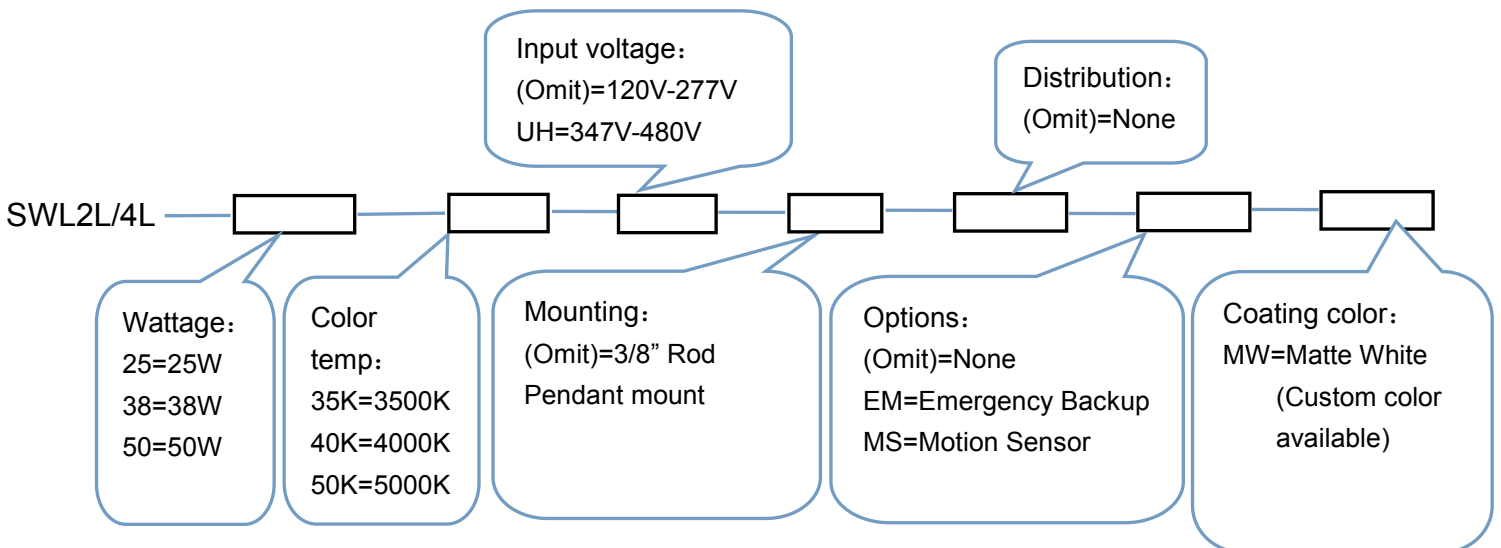 Input voltage：
(Omit)=120V-277V
UH=347V-480V
Distribution：
(Omit)=None
SWL2L/4L
Wattage：
25=25W
38=38W
50=50W
Color
temp：
35K=3500K
40K=4000K
50K=5000K
Mounting：
(Omit)=3/8” Rod
Pendant mount
Options：
(Omit)=None
EM=Emergency Backup
MS=Motion Sensor
Coating color：
MW=Matte White
(Custom color
available)